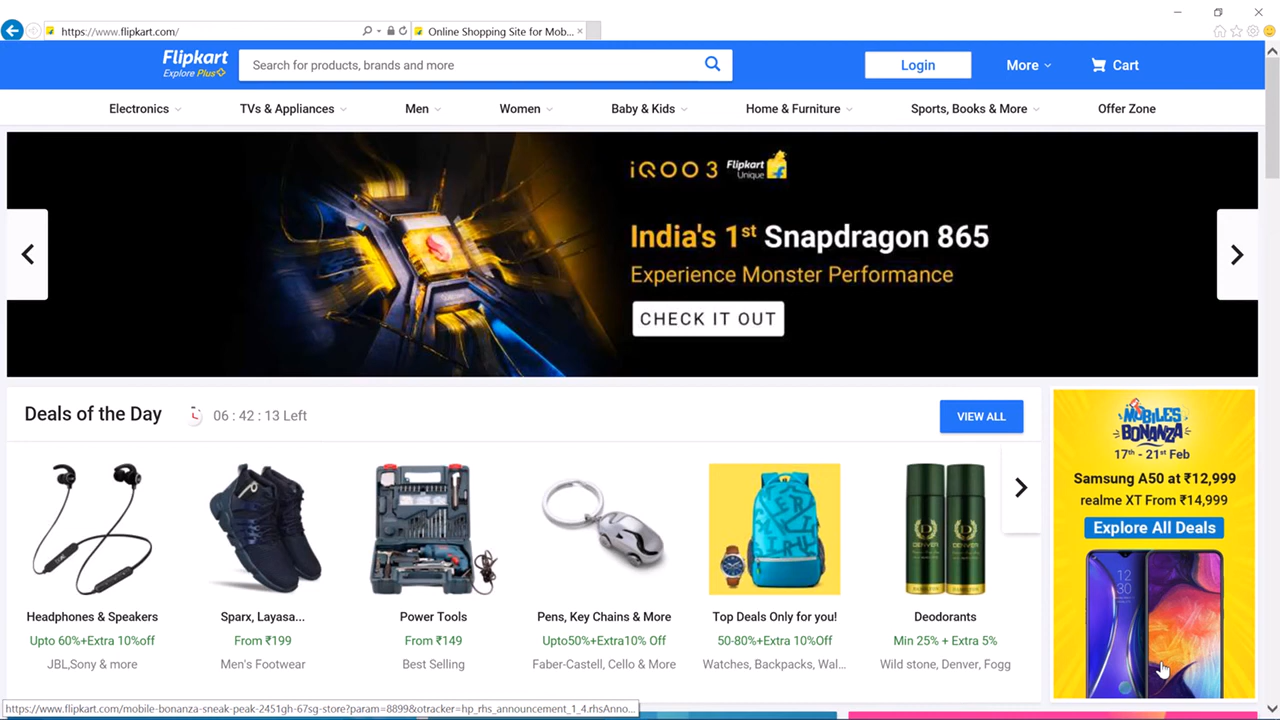 https://www.flipkart.com/
Online Shopping Site for Mob...
Flipkart
Explore Plus
Search for products, brands and more
Login
More
Cart
Electronics
TVs & Appliances
Men
Women
Baby & Kids
Home & Furniture
Sports, Books & More
Offer Zone
iQOO 3
Flipkart
Unique
India's 1st Snapdragon 865
Experience Monster Performance
CHECK IT OUT
Deals of the Day
06 : 42 : 13 Left
VIEW ALL
Headphones & Speakers
Upto 60%+Extra 10%off
JBL,Sony & more
Sparx, Layasa...
From ₹199
Men's Footwear
Power Tools
From ₹149
Best Selling
Pens, Key Chains & More
Upto50%+Extra10% Off
Faber-Castell, Cello & More
Top Deals Only for you!
50-80%+Extra 10%Off
Watches, Backpacks, Wal...
DENVER
HAMILTON
Deodorants
Min 25% + Extra 5%
Wild stone, Denver, Fogg
MOBILES
BONANZA
17th - 21st Feb
Samsung A50 at ₹12,999
realme XT From ₹14,999
Explore All Deals
12
30
https://www.flipkart.com/mobile-bonanza-sneak-peak-2451gh-67sg-store?param=8899&otracker=hp_rhs_announcement_1_4.rhsAnno...